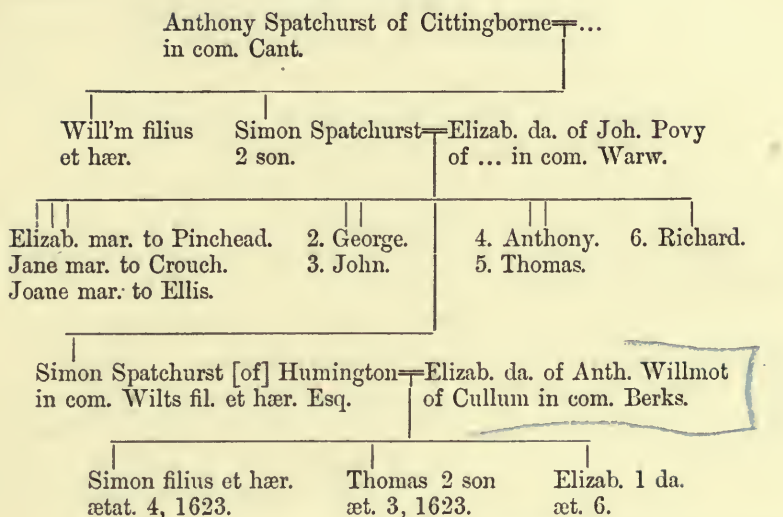 Anthony Spatchurst of Cittingborne=...
in com. Cant.
Will'm filius
et hær.
Simon Spatchurst=Elizab. da. of Joh. Povy
2 son.
of ... in com. Warw.
Elizab. mar. to Pinchead.
Jane mar. to Crouch.
Joane mar. to Ellis.
2. George.
3. John.
4. Anthony.
5. Thomas.
6. Richard.
Simon Spatchurst [of] Humington=Elizab. da. of Anth. Willmot
in com. Wilts fil. et hær. Esq.
of Cullum in com. Berks.
Simon filius et hær.
ætat. 4, 1623.
Thomas 2 son
æt. 3, 1623.
Elizab. 1 da.
æt. 6.